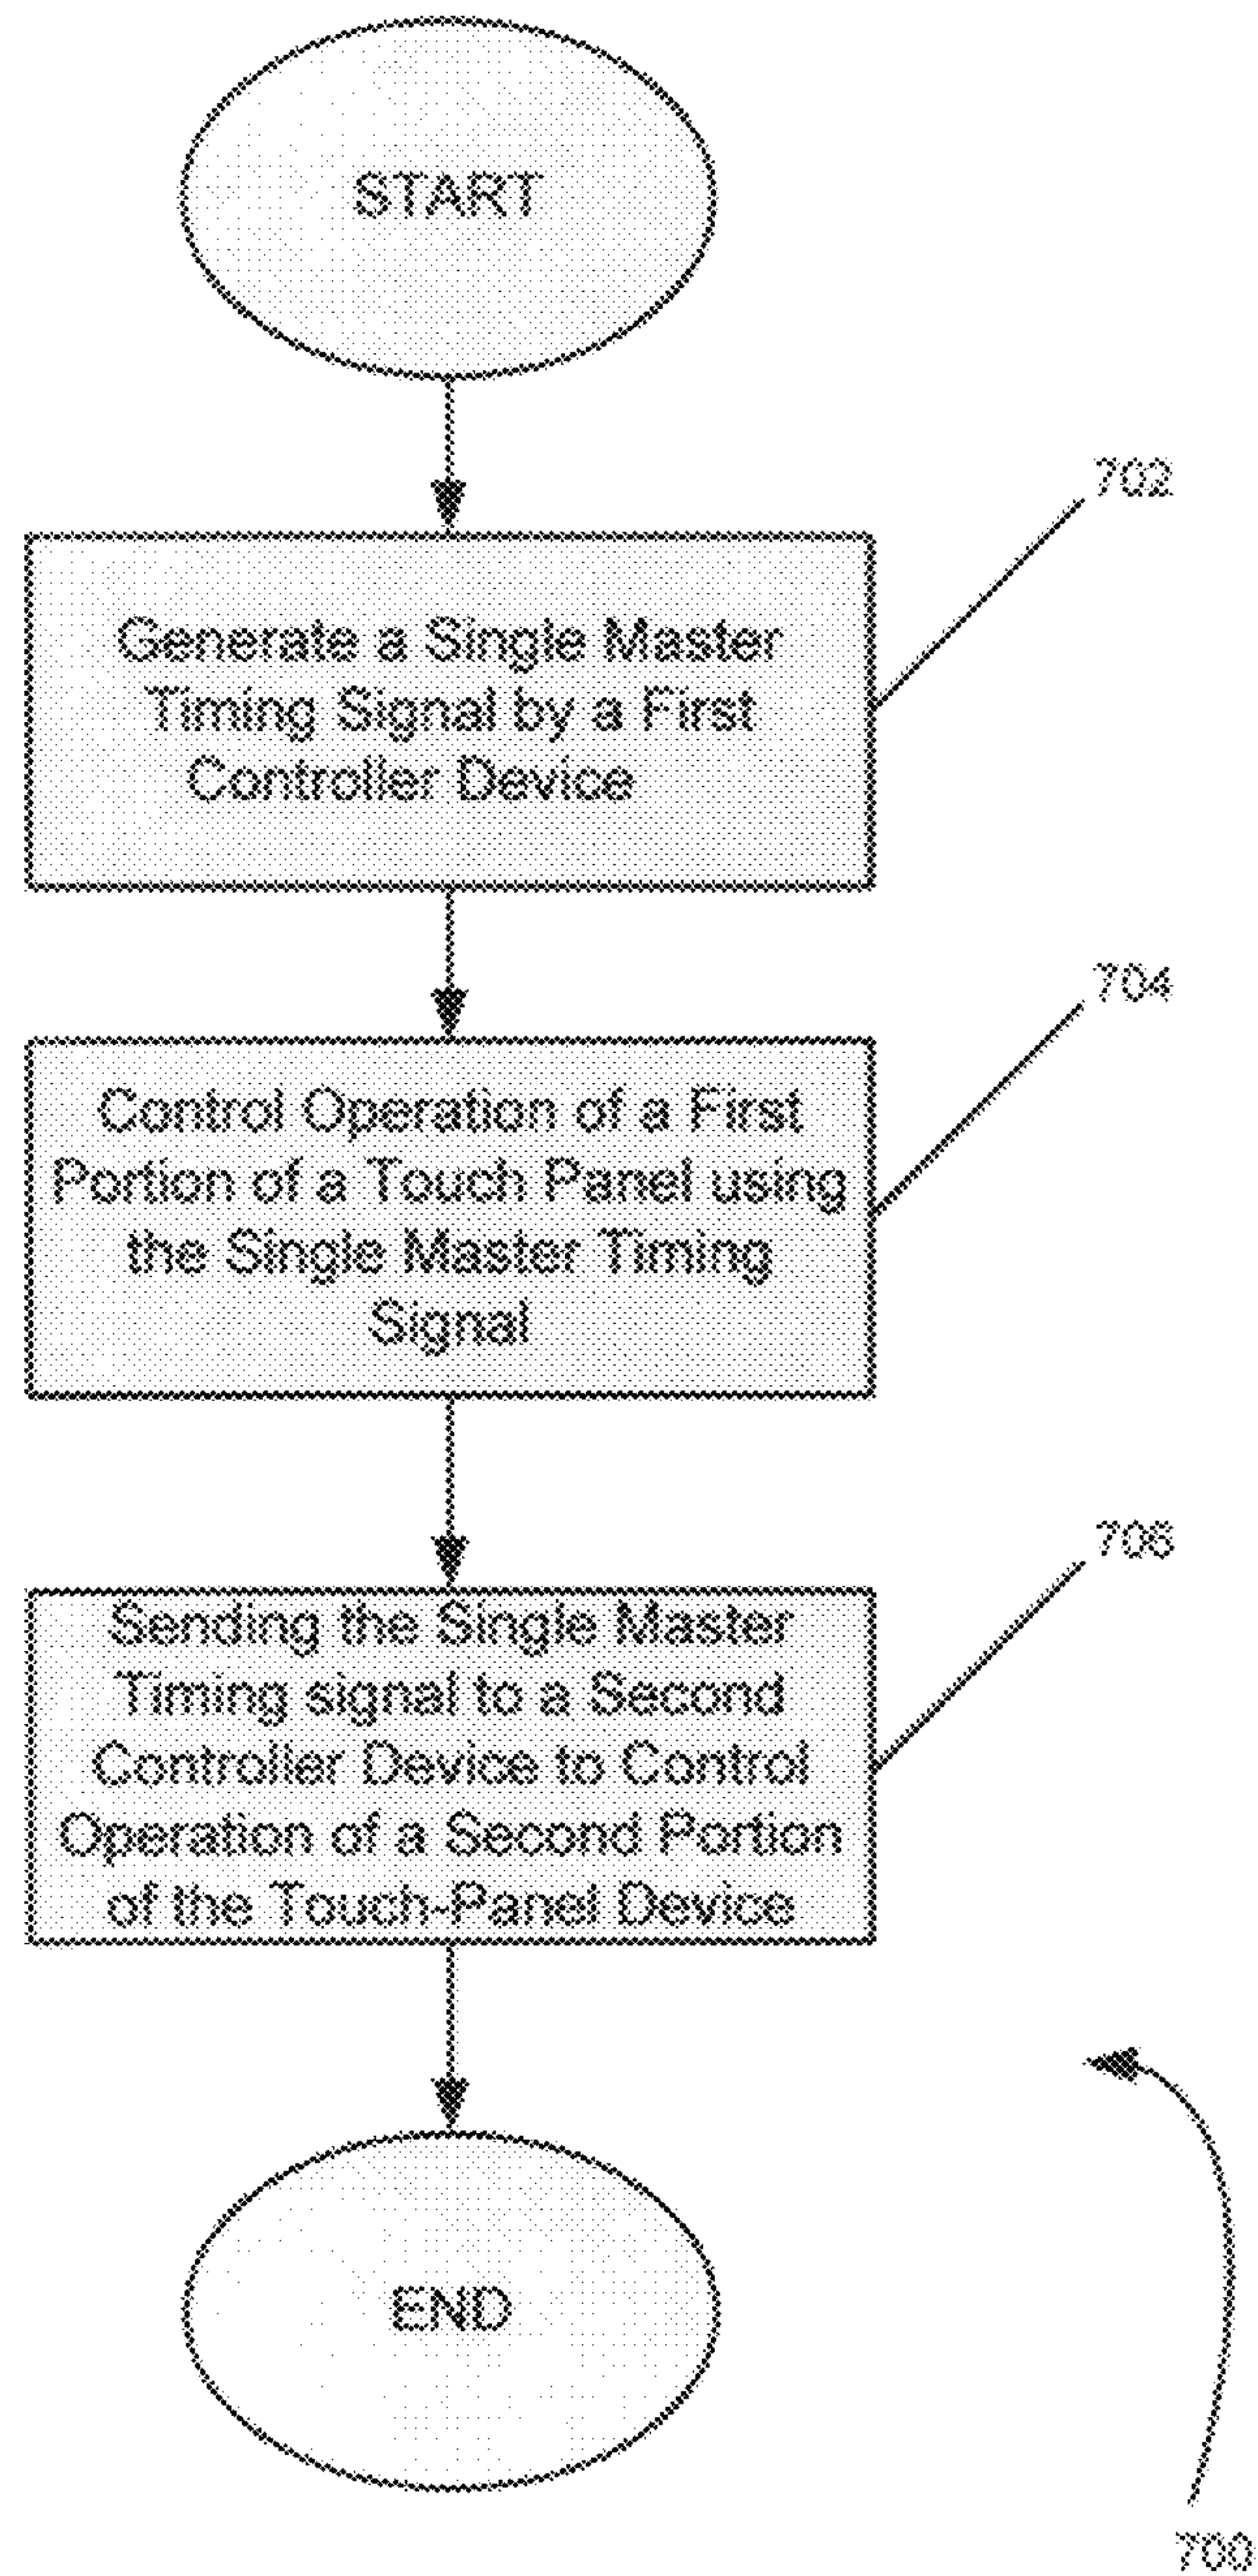 START
702
Generate a Single Master
Timing Signal by a First
Controller Device
704
Control Operation of a First
Portion of a Touch Panel using
the Single Master Timing
Signal
706
Sending the Single Master
Timing signal to a Second
Controller Device to Control
Operation of a Second Portion
of the Touch-Panel Device
END
700